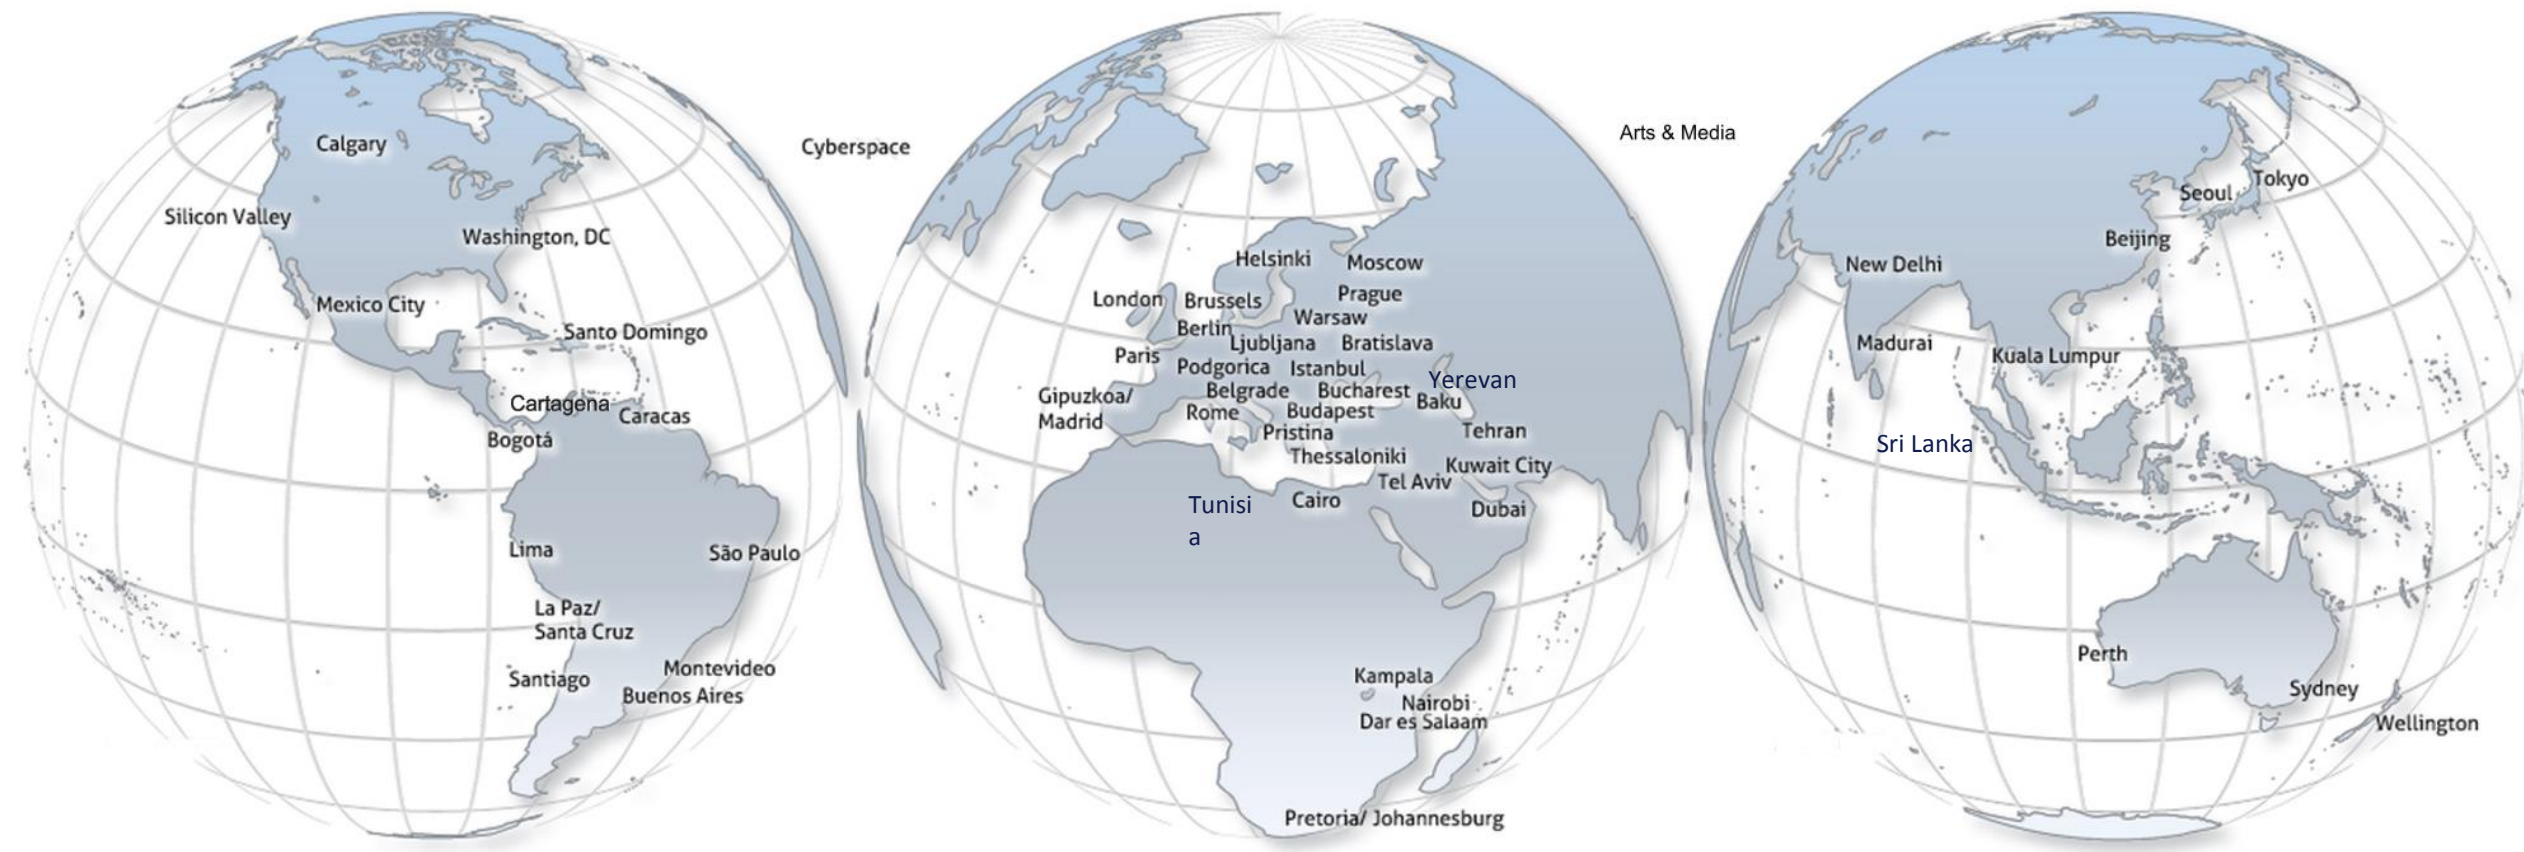 Calgary
Silicon Valley
Washington, DC
Mexico City
Santo Domingo
Cartagena
Caracas
Bogotá
Lima
São Paulo
La Paz/
Santa Cruz
Santiago
Montevideo
Buenos Aires
Cyberspace
Helsinki
Moscow
London
Brussels
Prague
Berlin
Warsaw
Ljubljana
Bratislava
Paris
Podgorica
Istanbul
Yerevan
Gipuzkoa/
Madrid
Belgrade
Bucharest
Baku
Rome
Budapest
Pristina
Tehran
Thessaloniki
Kuwait City
Tel Aviv
Tunisi
a
Cairo
Dubai
Kampala
Nairobi
Dar es Salaam
Pretoria/ Johannesburg
Arts & Media
Tokyo
Seoul
Beijing
New Delhi
Madurai
Kuala Lumpur
Sri Lanka
Perth
Sydney
Wellington